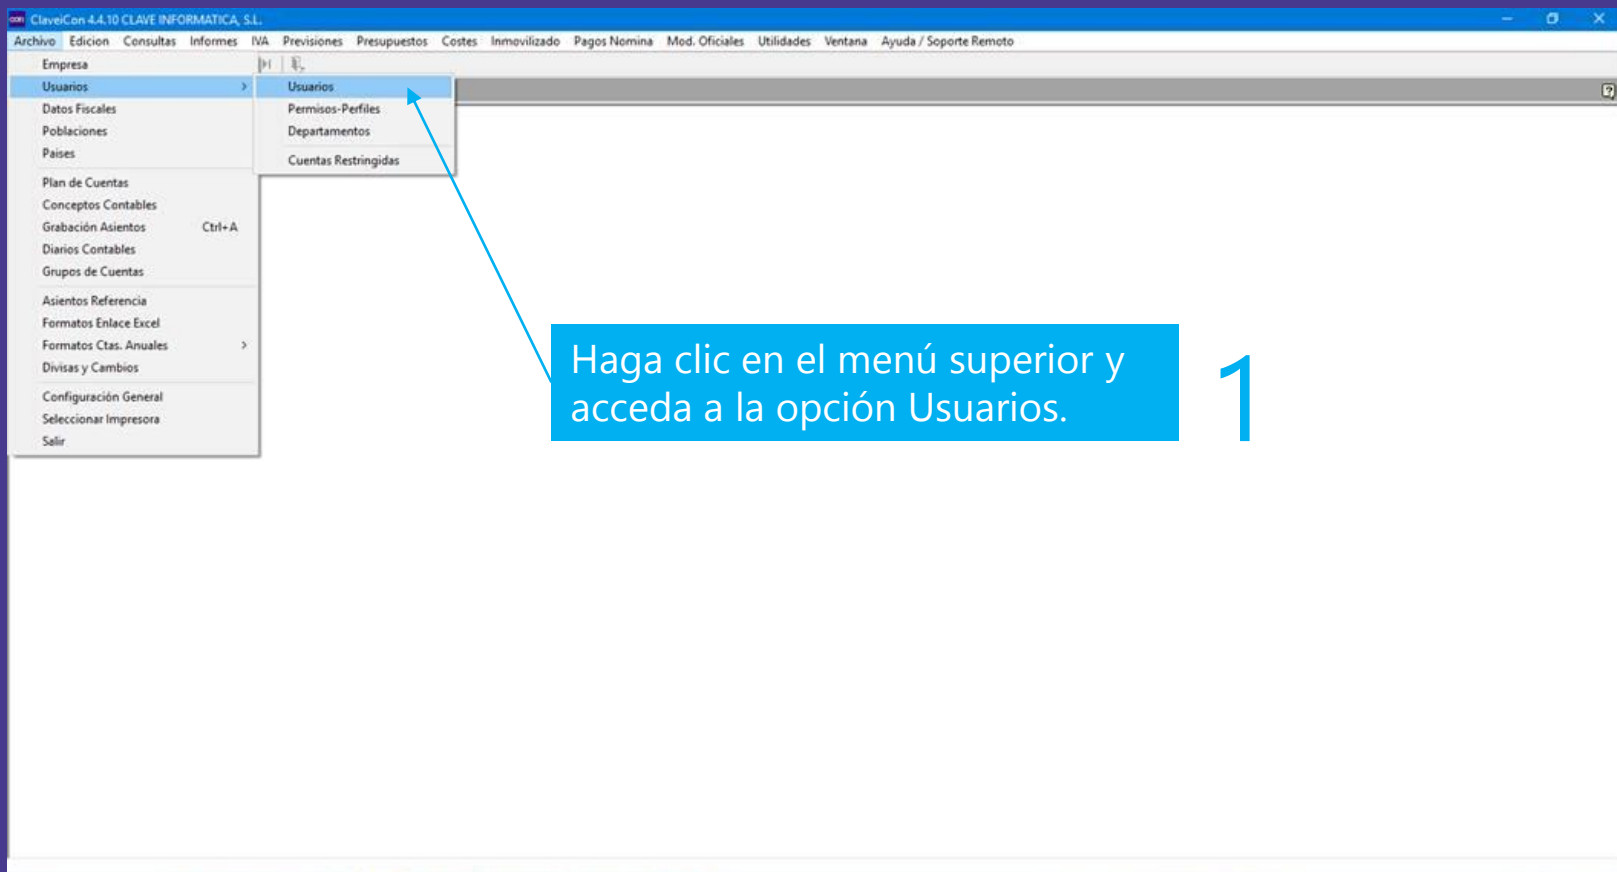 con ClaveiCon 4.4.10 CLAVE INFORMATICA, S.L.
Archivo Edicion Consultas Informes IVA Previsiones Presupuestos Costes Inmovilizado Pagos Nomina Mod. Oficiales Utilidades Ventana Ayuda / Soporte Remoto
Empresa
Usuarios
Datos Fiscales
Poblaciones
Paises
Plan de Cuentas
Conceptos Contables
Grabación Asientos Ctrl+A
Diarios Contables
Grupos de Cuentas
Asientos Referencia
Formatos Enlace Excel
Formatos Ctas. Anuales
Divisas y Cambios
Configuración General
Seleccionar Impresora
Salir
Usuarios
Permisos-Perfiles
Departamentos
Cuentas Restringidas
Haga clic en el menú superior y
acceda a la opción Usuarios.
1